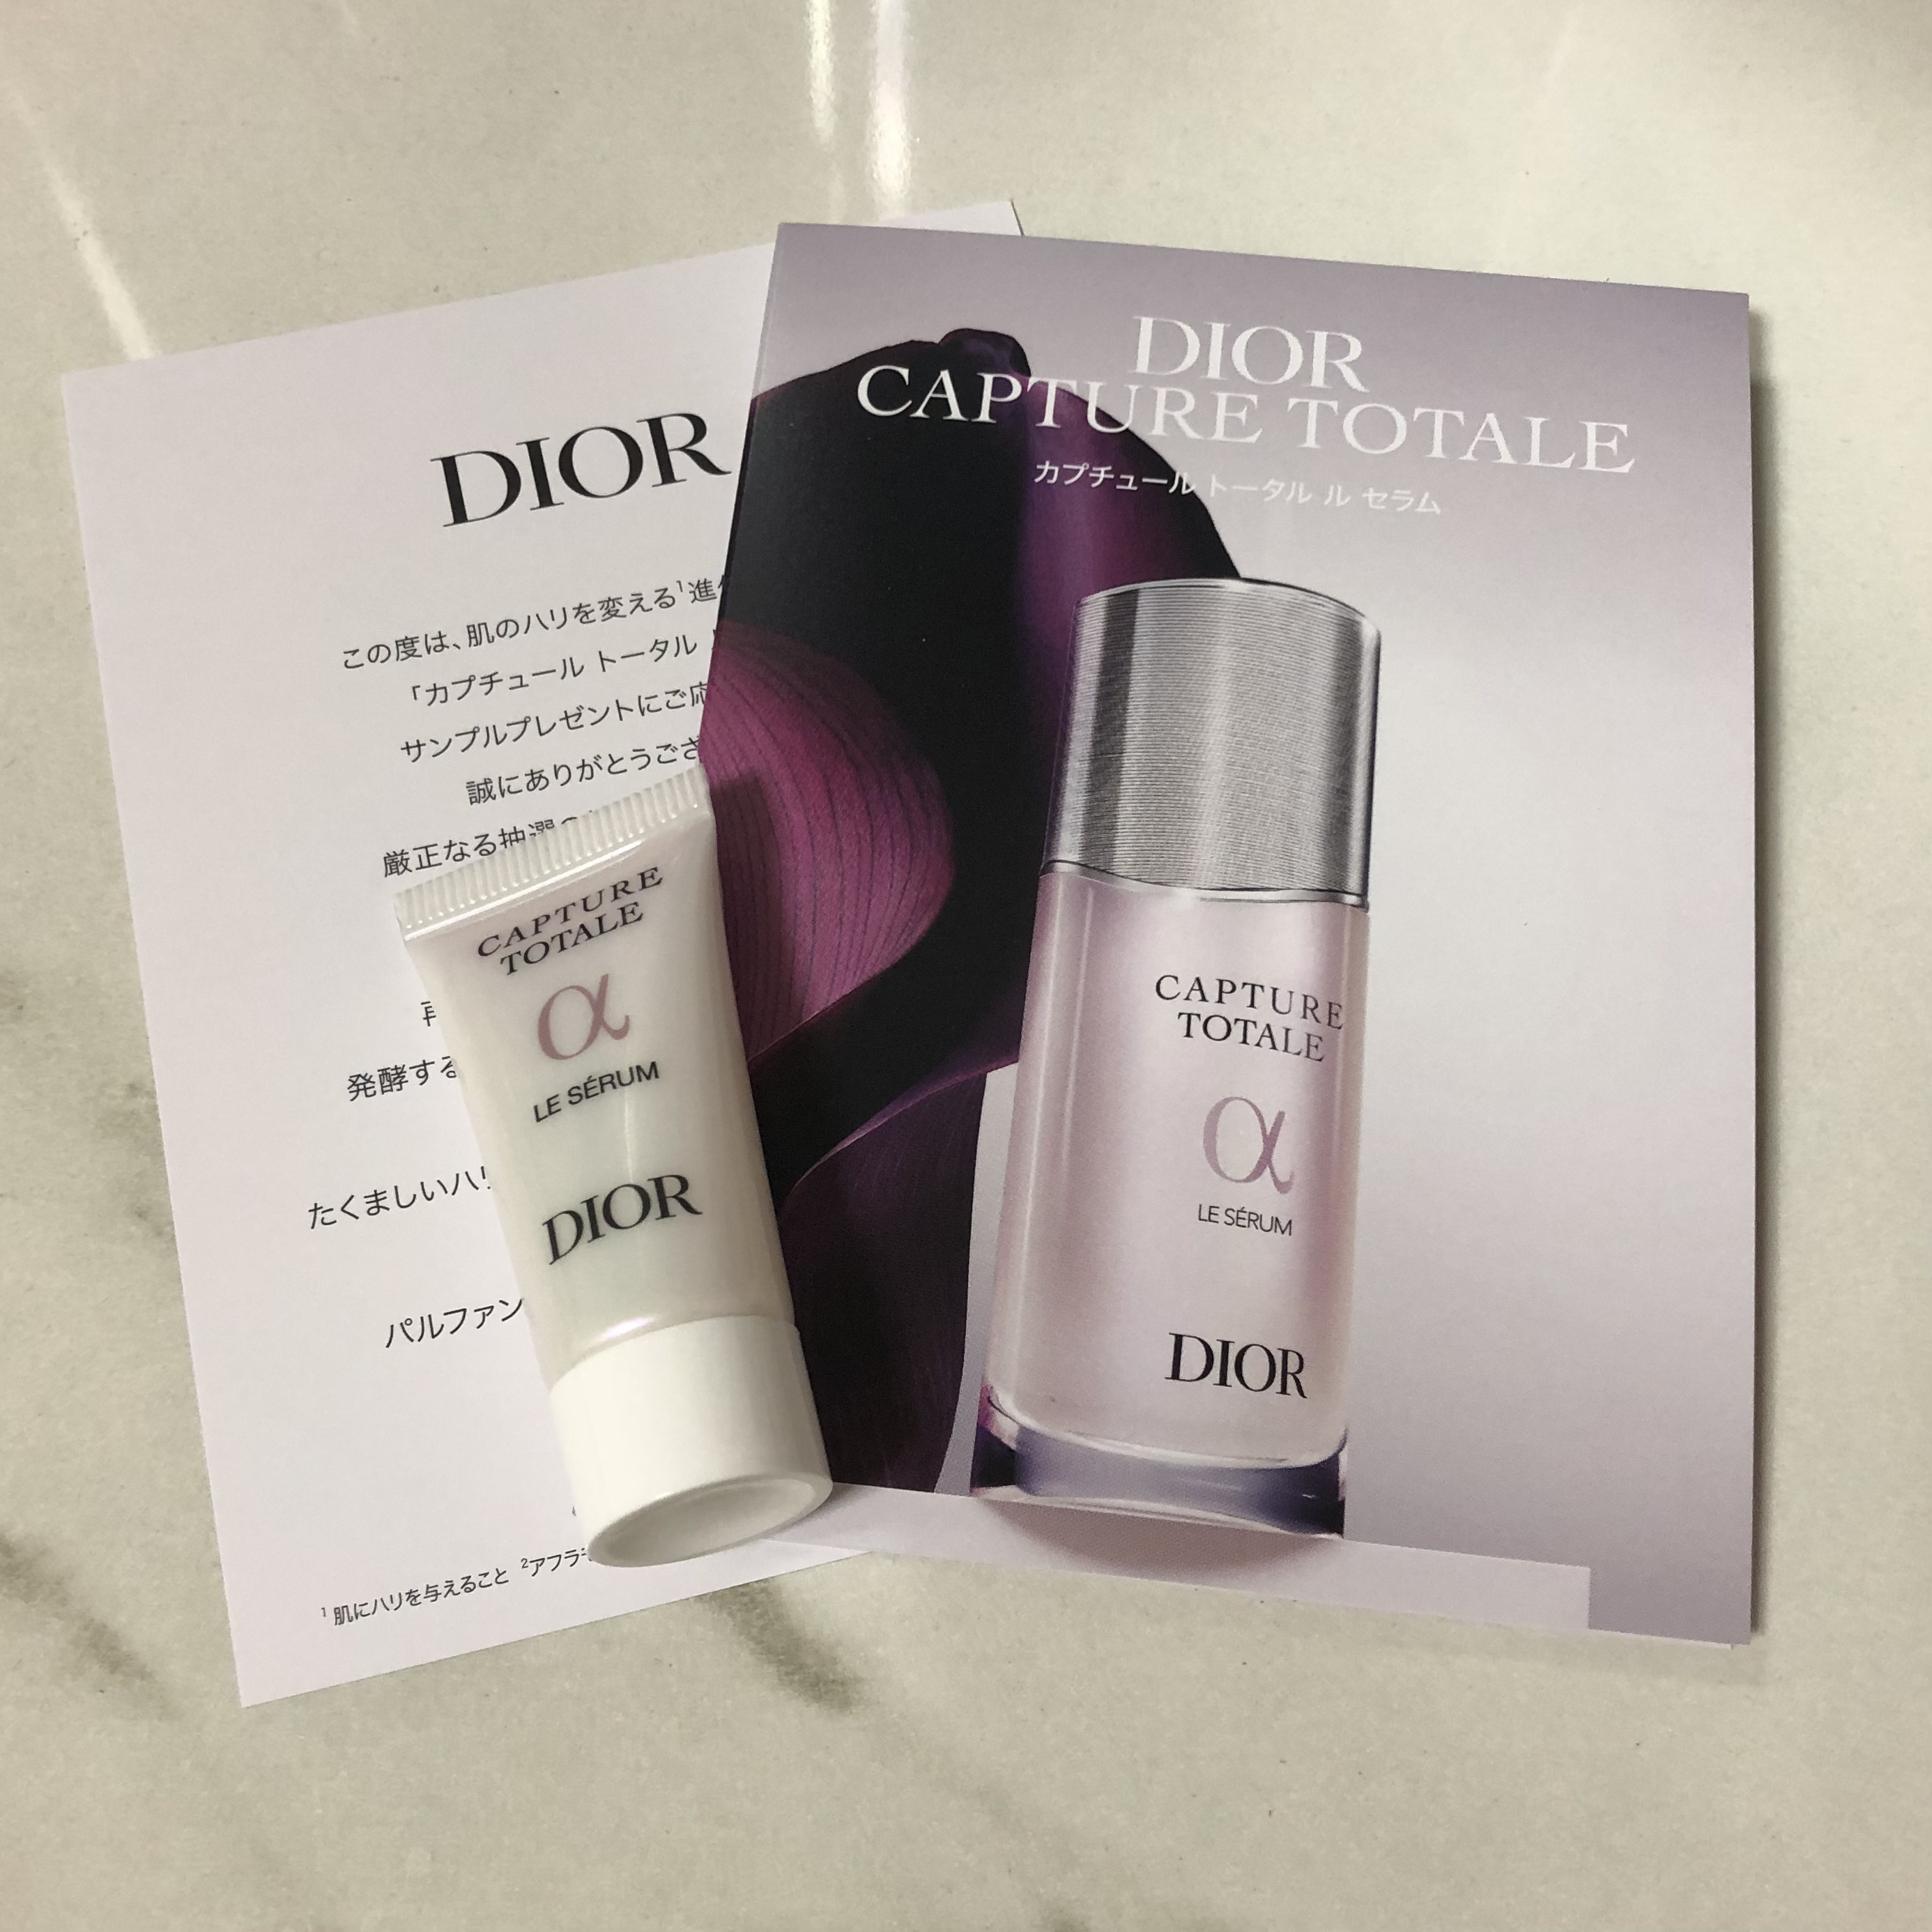 DIOR
この度は、肌のハリを変える¹進
「カプチュール トータル
サンプルプレゼントにご応
誠にありがとうござ
厳正なる抽選
発酵する
たくましいハリ
パルファン
¹ 肌にハリを与えること ²アフラモ
CAPTURE
TOTALE
α
LE SÉRUM
DIOR
DIOR
CAPTURE TOTALE
カプチュール トータル ル セラム
CAPTURE
TOTALE
α
LE SÉRUM
DIOR